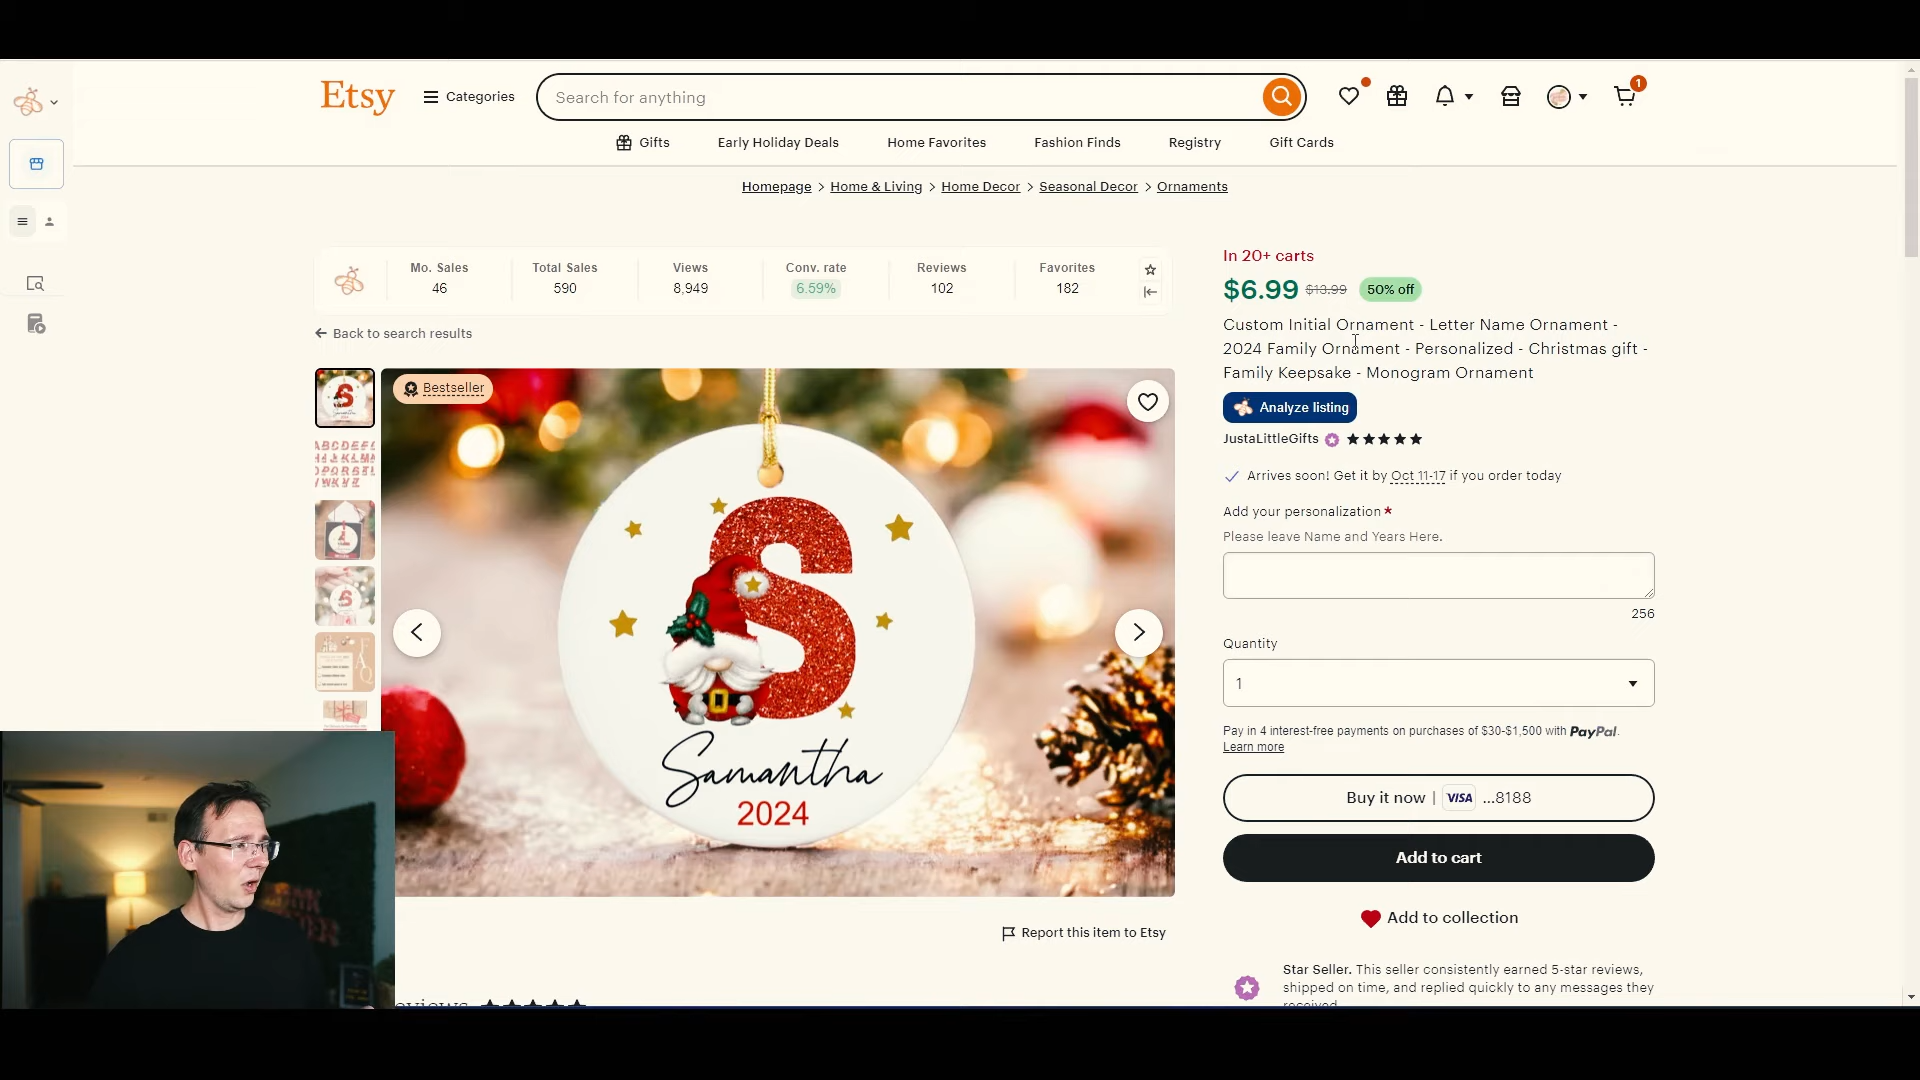 Etsy
Categories
Search for anything
1
Gifts
Early Holiday Deals
Home Favorites
Fashion Finds
Registry
Gift Cards
Homepage > Home & Living > Home Decor > Seasonal Decor > Ornaments
Mo. Sales
46
Total Sales
590
Views
8,949
Conv. rate
6.59%
Reviews
102
Favorites
182
Back to search results
Bestseller
S
Samantha
2024
Report this item to Etsy
In 20+ carts
$6.99 $13.99 50% off
Custom Initial Ornament - Letter Name Ornament -
2024 Family Ornament - Personalized - Christmas gift -
Family Keepsake - Monogram Ornament
Analyze listing
JustaLittleGifts
Arrives soon! Get it by Oct 11-17 if you order today
Add your personalization *
Please leave Name and Years Here.
256
Quantity
1
Pay in 4 interest-free payments on purchases of $30-$1,500 with PayPal.
Learn more
Buy it now | VISA ...8188
Add to cart
Add to collection
Star Seller. This seller consistently earned 5-star reviews,
shipped on time, and replied quickly to any messages they
received.